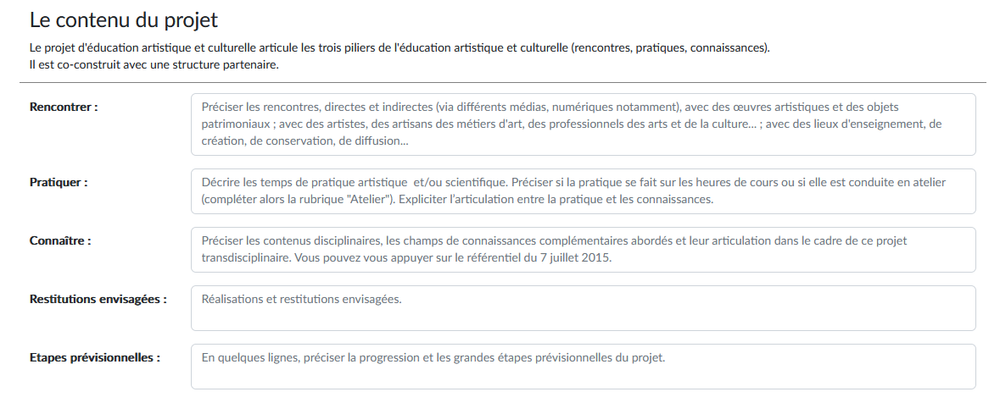 Le contenu du projet
Le projet d'éducation artistique et culturelle articule les trois piliers de l'éducation artistique et culturelle (rencontres, pratiques, connaissances).
Il est co-construit avec une structure partenaire.
Rencontrer :
Préciser les rencontres, directes et indirectes (via différents médias, numériques notamment), avec des œuvres artistiques et des objets
patrimoniaux ; avec des artistes, des artisans des métiers d'art, des professionnels des arts et de la culture... ; avec des lieux d'enseignement, de
création, de conservation, de diffusion...
Pratiquer :
Décrire les temps de pratique artistique et/ou scientifique. Préciser si la pratique se fait sur les heures de cours ou si elle est conduite en atelier
(compléter alors la rubrique "Atelier"). Expliciter l’articulation entre la pratique et les connaissances.
Connaître :
Préciser les contenus disciplinaires, les champs de connaissances complémentaires abordés et leur articulation dans le cadre de ce projet
transdisciplinaire. Vous pouvez vous appuyer sur le référentiel du 7 juillet 2015.
Restitutions envisagées :
Réalisations et restitutions envisagées.
Etapes prévisionnelles :
En quelques lignes, préciser la progression et les grandes étapes prévisionnelles du projet.